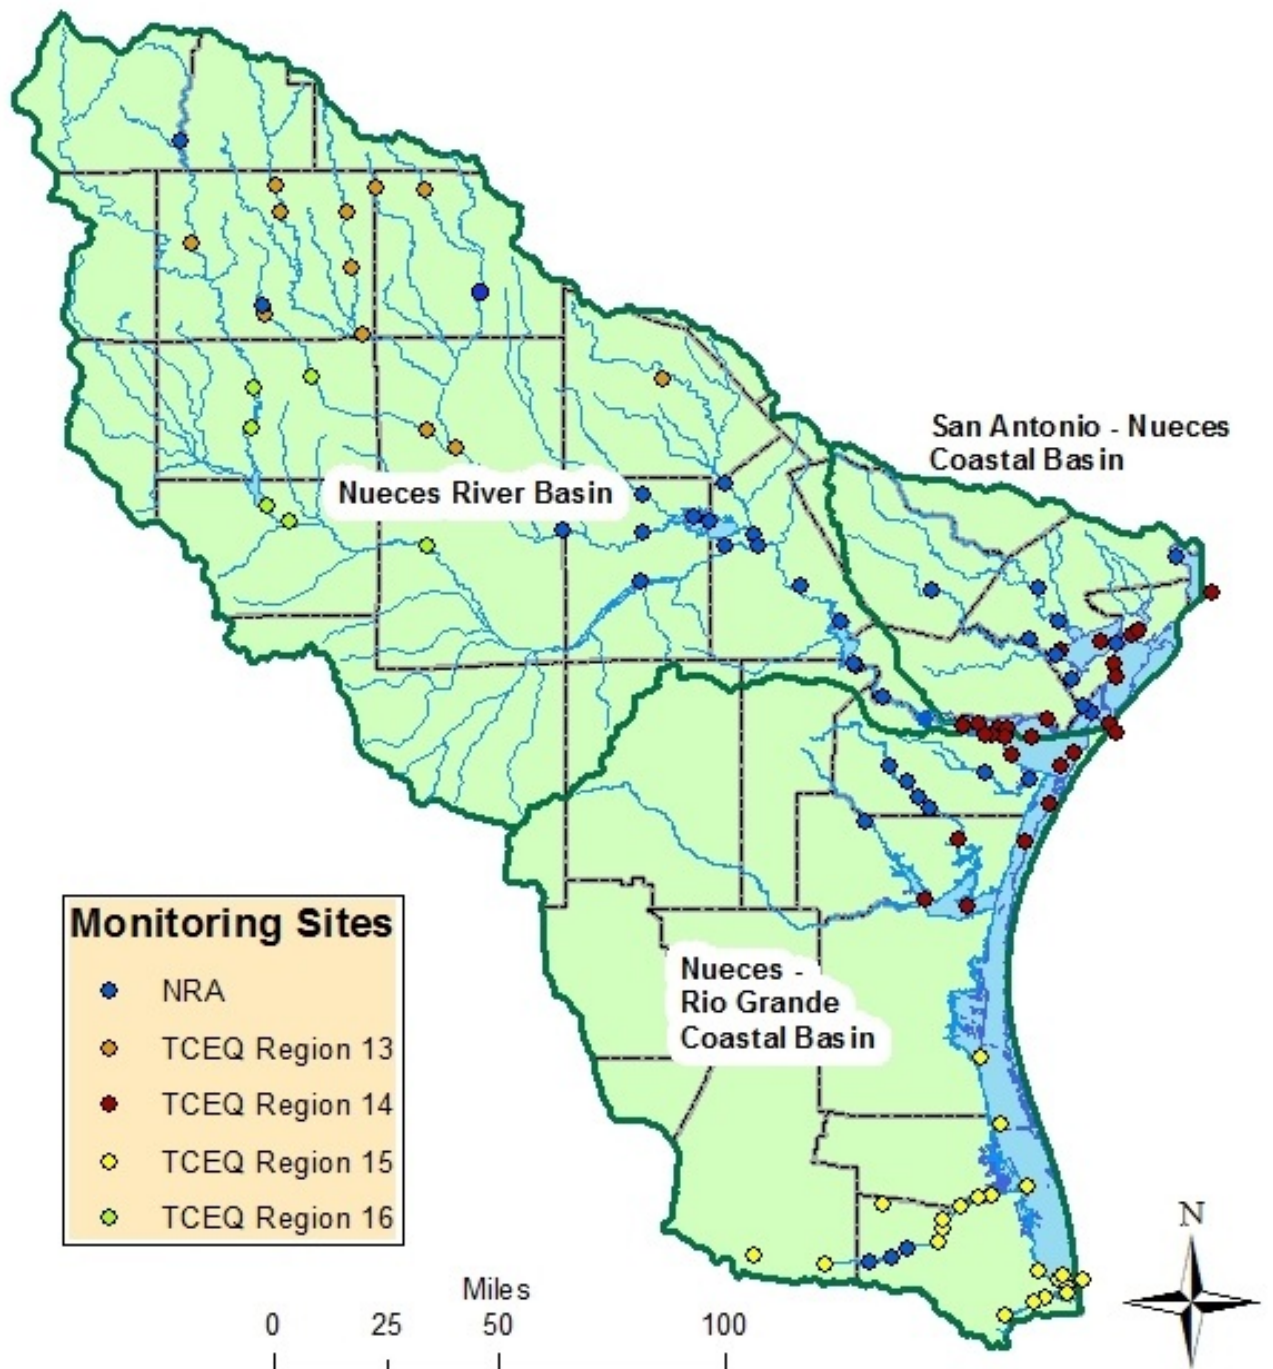 San Antonio - Nueces
Coastal Basin
Nueces River Basin
Nueces -
Rio Grande
Coastal Basin
Monitoring Sites
NRA
TCEQ Region 13
TCEQ Region 14
TCEQ Region 15
TCEQ Region 16
Miles
0 25 50 100
N